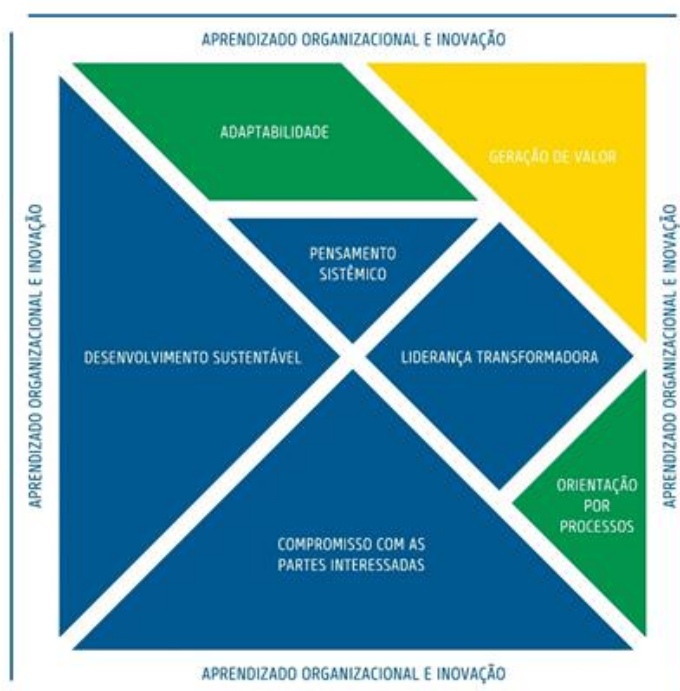 APRENDIZADO ORGANIZACIONAL E INOVAÇÃO
ADAPTABILIDADE
GERAÇÃO DE VALOR
PENSAMENTO
SISTÊMICO
APRENDIZADO ORGANIZACIONAL E INOVAÇÃO
DESENVOLVIMENTO SUSTENTÁVEL
LIDERANÇA TRANSFORMADORA
APRENDIZADO ORGANIZACIONAL E INOVAÇÃO
ORIENTAÇÃO
POR
PROCESSOS
COMPROMISSO COM AS
PARTES INTERESSADAS
APRENDIZADO ORGANIZACIONAL E INOVAÇÃO